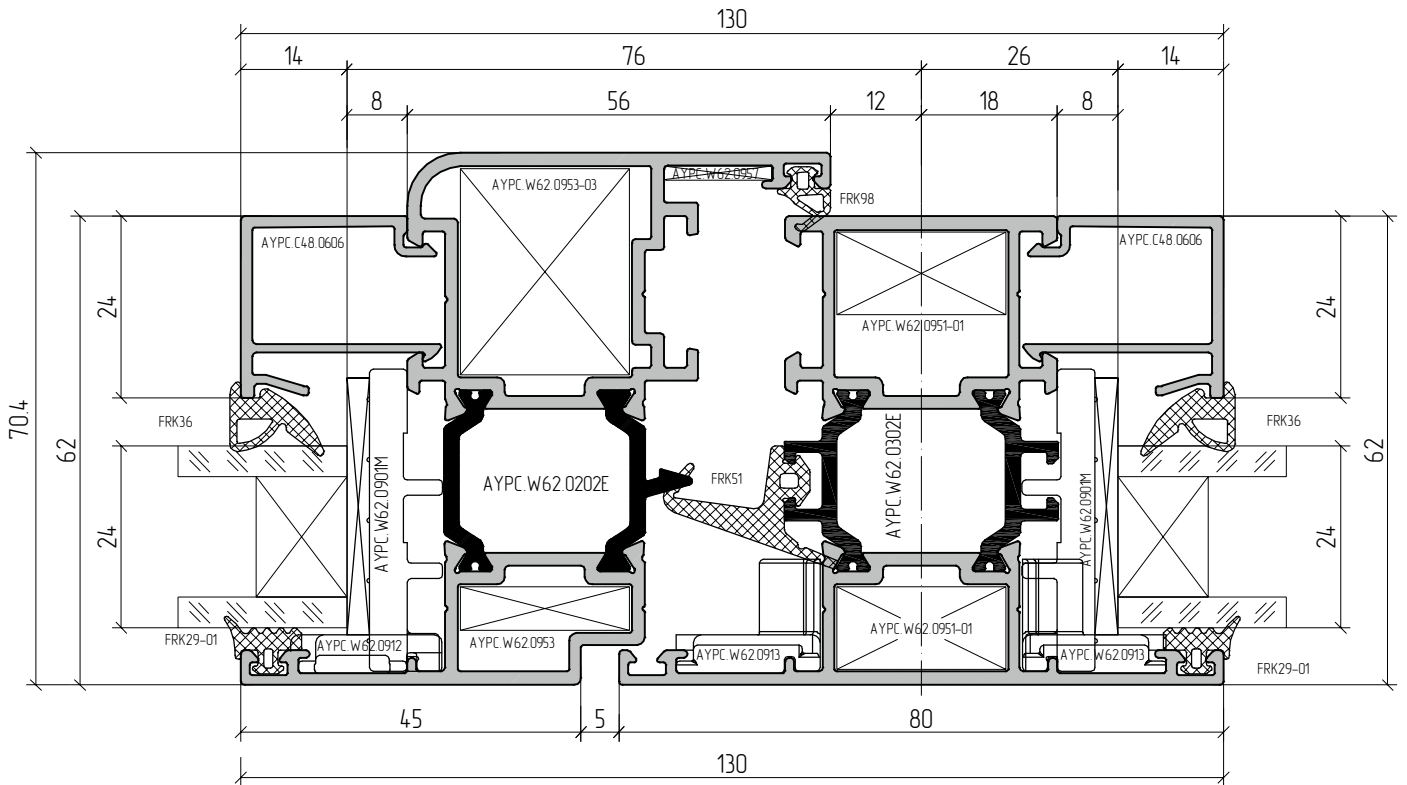 130
14
76
26
14
8
56
12
18
8
AYPC.W62.0953-03
AYPC.W62.0957
FRK98
AYPC.C48.0606
AYPC.C48.0606
24
24
AYPC.W62.0951-01
70.4
62
62
FRK36
FRK36
AYPC.W62.0901M
AYPC.W62.0202E
FRK51
AYPC.W62.0302E
AYPC.W62.0901M
24
24
FRK29-01
AYPC.W62.0912
AYPC.W62.0953
AYPC.W62.0913
AYPC.W62.0951-01
AYPC.W62.0913
FRK29-01
45
5
80
130